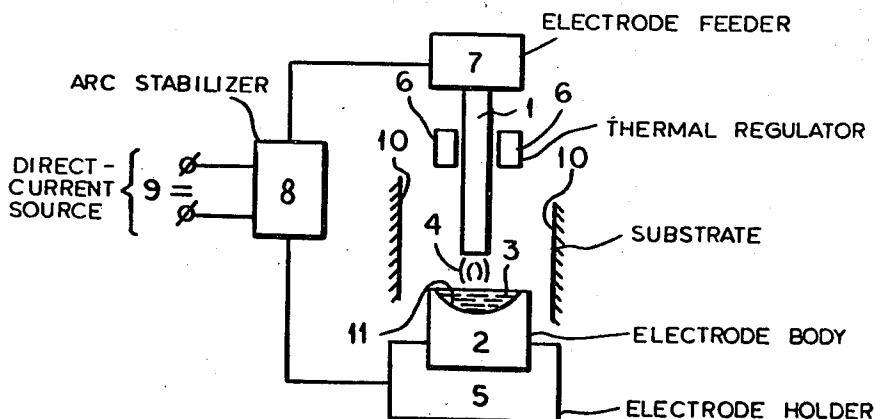 ELECTRODE FEEDER
7
ARC STABILIZER
6
1
6
THERMAL REGULATOR
10
10
DIRECT-
CURRENT
SOURCE
9 =
8
4
3
SUBSTRATE
11
2
ELECTRODE BODY
5
ELECTRODE HOLDER